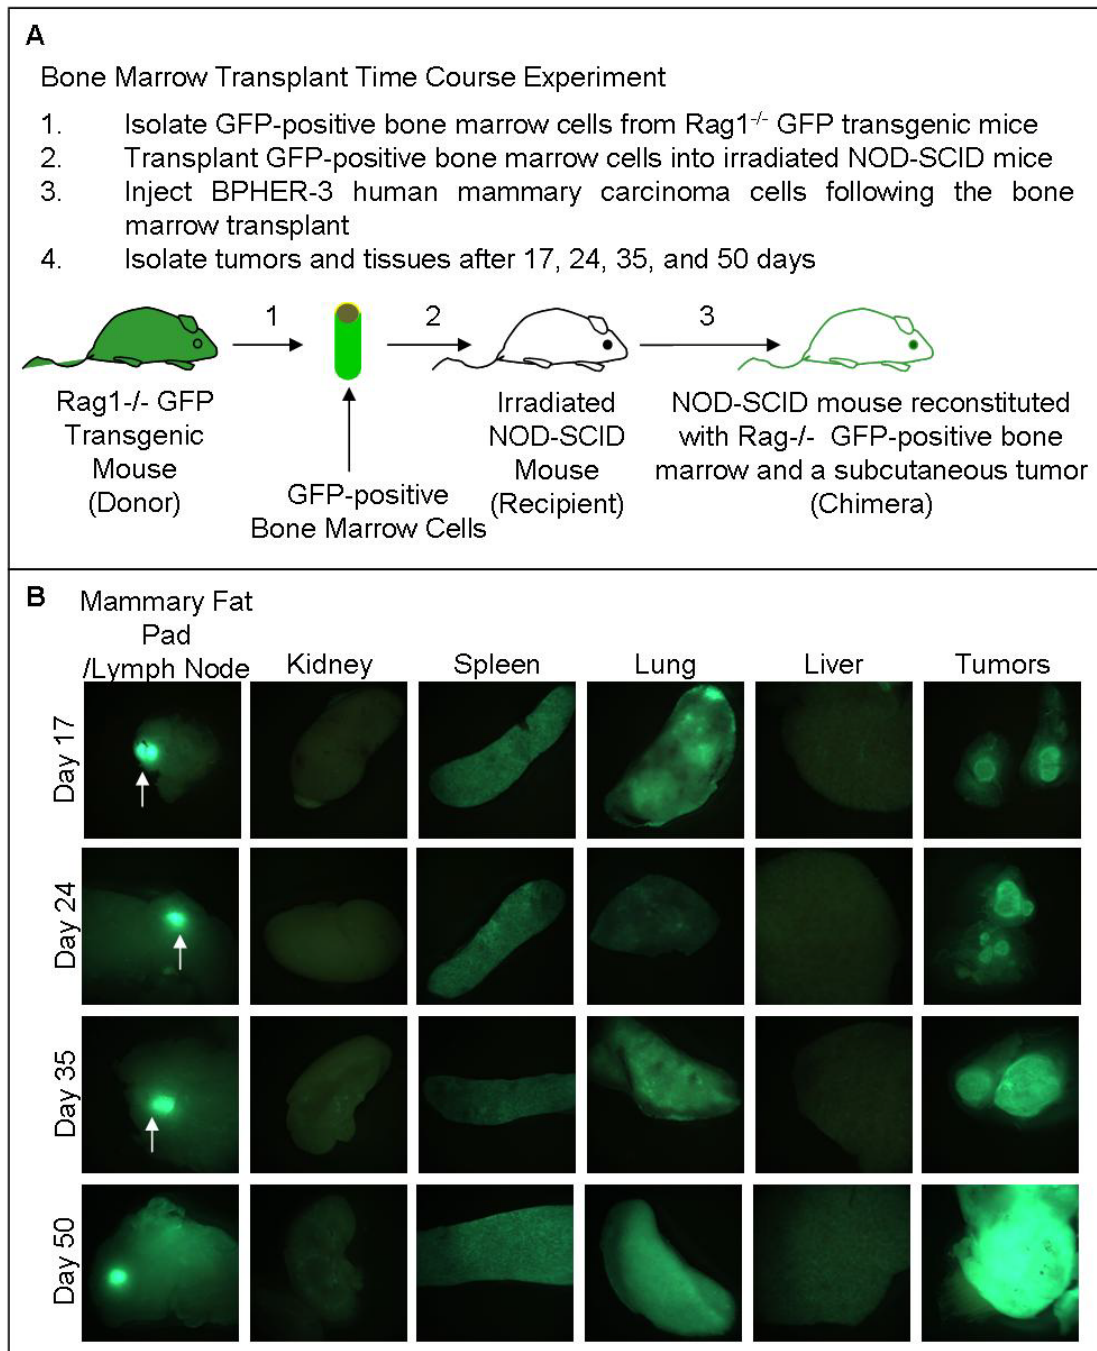 A
Bone Marrow Transplant Time Course Experiment
1. Isolate GFP-positive bone marrow cells from Rag1-/- GFP transgenic mice
2. Transplant GFP-positive bone marrow cells into irradiated NOD-SCID mice
3. Inject BPHER-3 human mammary carcinoma cells following the bone
marrow transplant
4. Isolate tumors and tissues after 17, 24, 35, and 50 days
1
2
3
Rag1-/- GFP
Transgenic
Mouse
(Donor)
GFP-positive
Bone Marrow Cells
Irradiated
NOD-SCID
Mouse
(Recipient)
NOD-SCID mouse reconstituted
with Rag-/- GFP-positive bone
marrow and a subcutaneous tumor
(Chimera)
B
Mammary Fat
Pad
/Lymph Node
Kidney
Spleen
Lung
Liver
Tumors
Day 17
Day 24
Day 35
Day 50